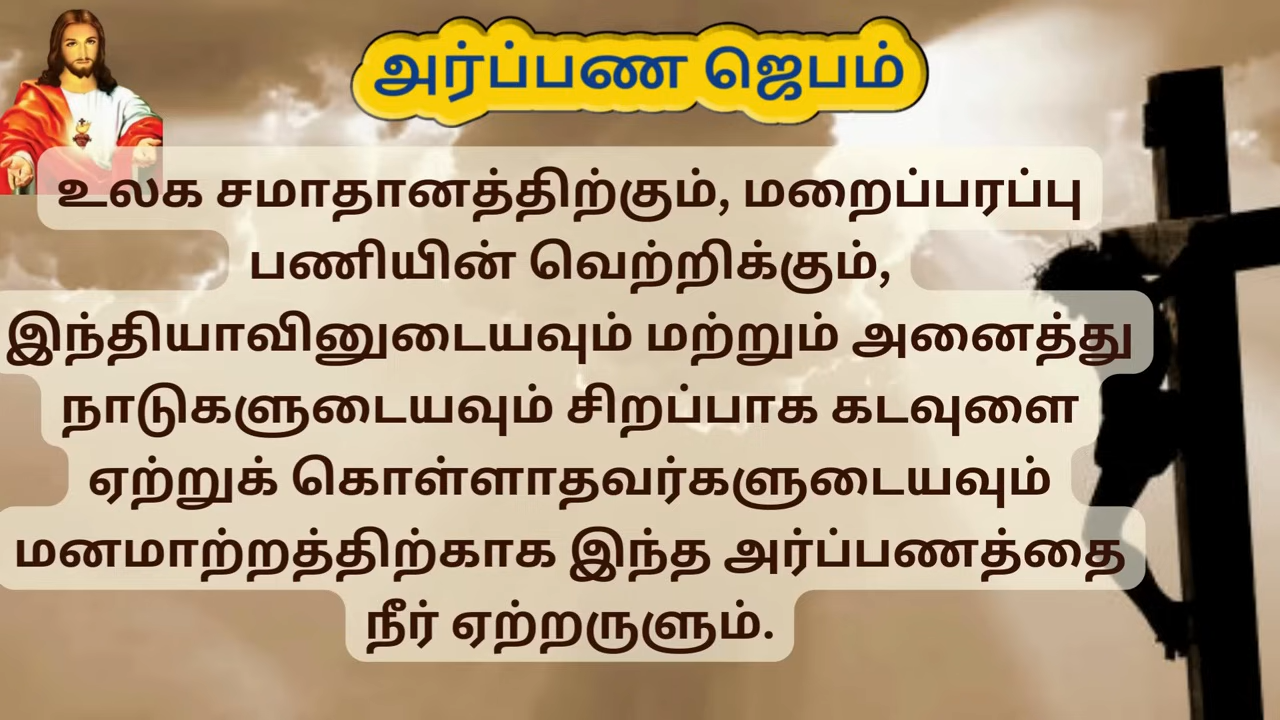 அர்ப்பண ஜெபம்
உலக சமாதானத்திற்கும், மறைப்பரப்பு
பணியின் வெற்றிக்கும்,
இந்தியாவினுடையவும் மற்றும் அனைத்து
நாடுகளுடையவும் சிறப்பாக கடவுளை
ஏற்றுக் கொள்ளாதவர்களுடையவும்
மனமாற்றத்திற்காக இந்த அர்ப்பணத்தை
நீர் ஏற்றருளும்.